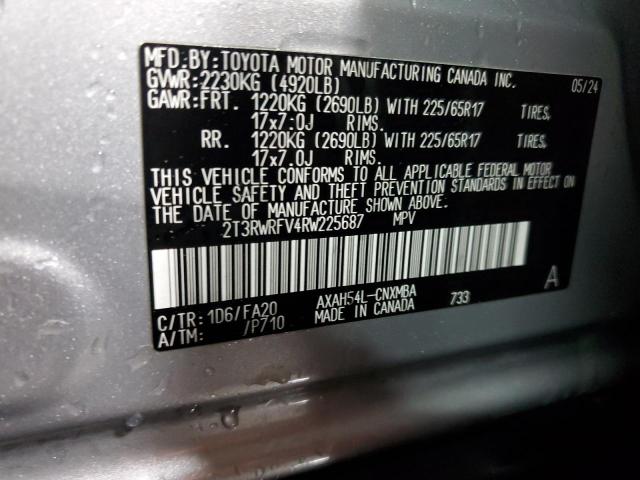 MFD.BY:TOYOTA MOTOR MANUFACTURING CANADA INC. 05/24
GVWR:2230KG (4920LB)
GAWR:FRT. 1220KG (2690LB) WITH 225/65R17 TIRES,
17x7.0J RIMS.
RR. 1220KG (2690LB) WITH 225/65R17 TIRES,
17x7.0J RIMS.
THIS VEHICLE CONFORMS TO ALL APPLICABLE FEDERAL MOTOR
VEHICLE SAFETY AND THEFT PREVENTION STANDARDS IN EFFECT ON
THE DATE OF MANUFACTURE SHOWN ABOVE.
2T3RWRFV4RW225687 MPV
A
C/TR: 1D6/FA20 AXAH54L-CNXMBA 733
A/TM: /P710 MADE IN CANADA